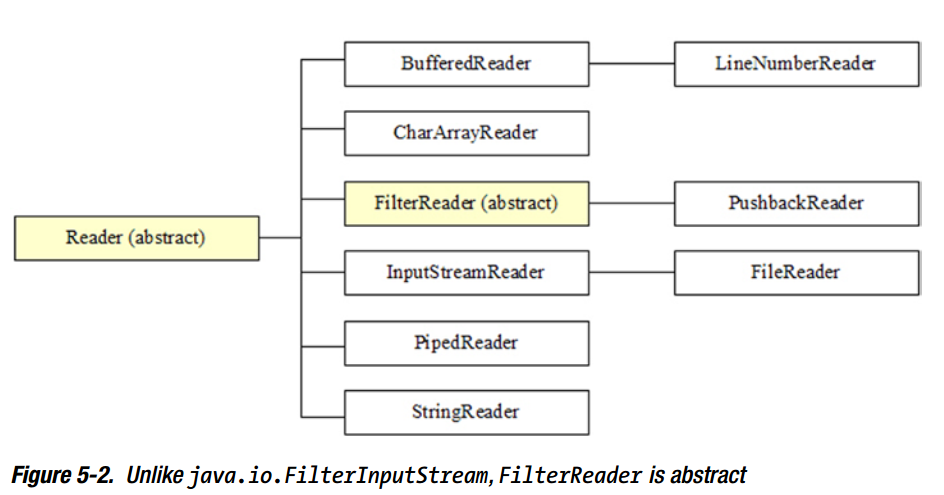 BufferedReader
LineNumberReader
CharArrayReader
FilterReader (abstract)
PushbackReader
Reader (abstract)
InputStreamReader
FileReader
PipedReader
StringReader
Figure 5-2. Unlike java.io.FilterInputStream, FilterReader is abstract